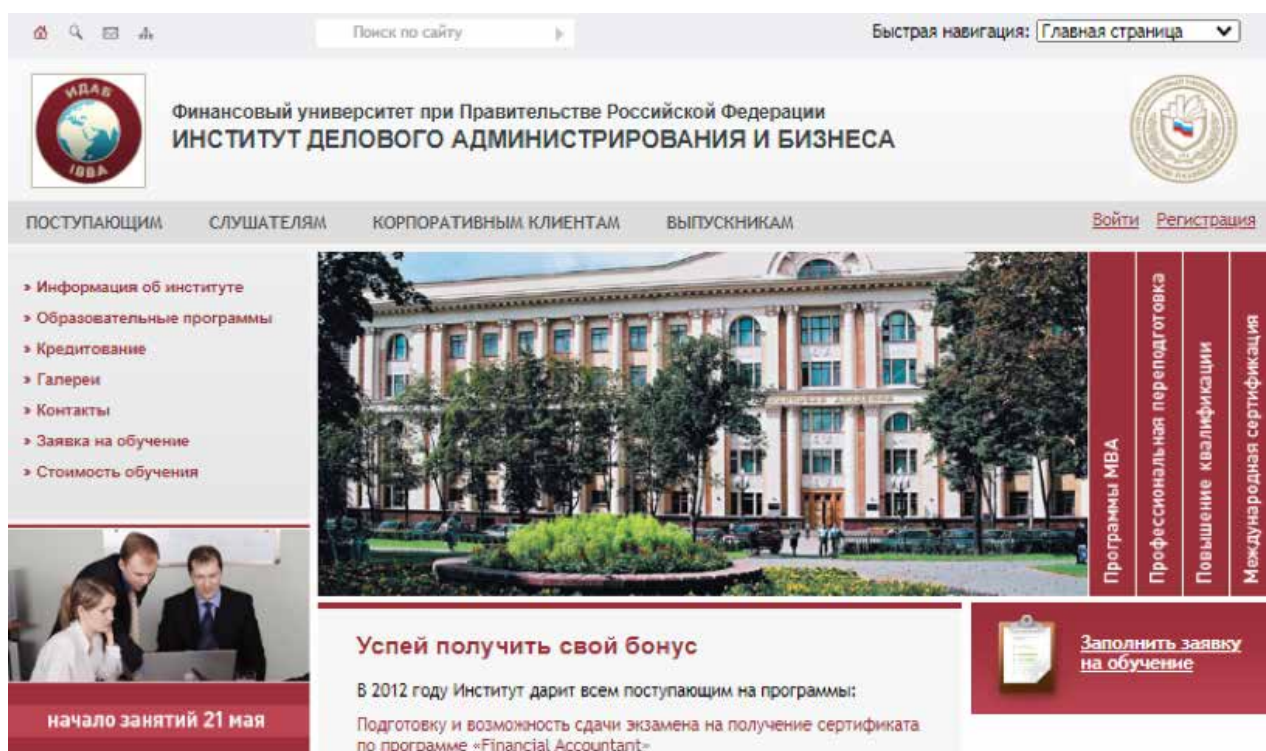 Поиск по сайту
Быстрая навигация: Главная страница
ИДАБ
IBBA
Финансовый университет при Правительстве Российской Федерации
ИНСТИТУТ ДЕЛОВОГО АДМИНИСТРИРОВАНИЯ И БИЗНЕСА
ПОСТУПАЮЩИМ СЛУШАТЕЛЯМ КОРПОРАТИВНЫМ КЛИЕНТАМ ВЫПУСКНИКАМ
Войти Регистрация
» Информация об институте
» Образовательные программы
» Кредитование
» Галереи
» Контакты
» Заявка на обучение
» Стоимость обучения
Программы MBA
Профессиональная переподготовка
Повышение квалификации
Международная сертификация
начало занятий 21 мая
Успей получить свой бонус
В 2012 году Институт дарит всем поступающим на программы:
Подготовку и возможность сдачи экзамена на получение сертификата
по программе «Financial Accountant»
Заполнить заявку
на обучение